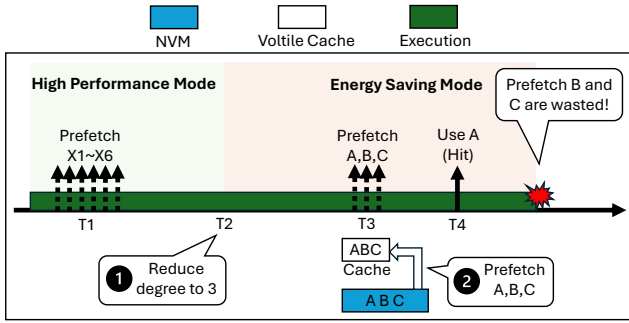 NVM
Voltile Cache
Execution
High Performance Mode
Energy Saving Mode
Prefetch B and
C are wasted!
Prefetch
X1~X6
Prefetch
A,B,C
Use A
(Hit)
T1
T2
T3
T4
1
Reduce
degree to 3
ABC
Cache
A B C
2
Prefetch
A,B,C